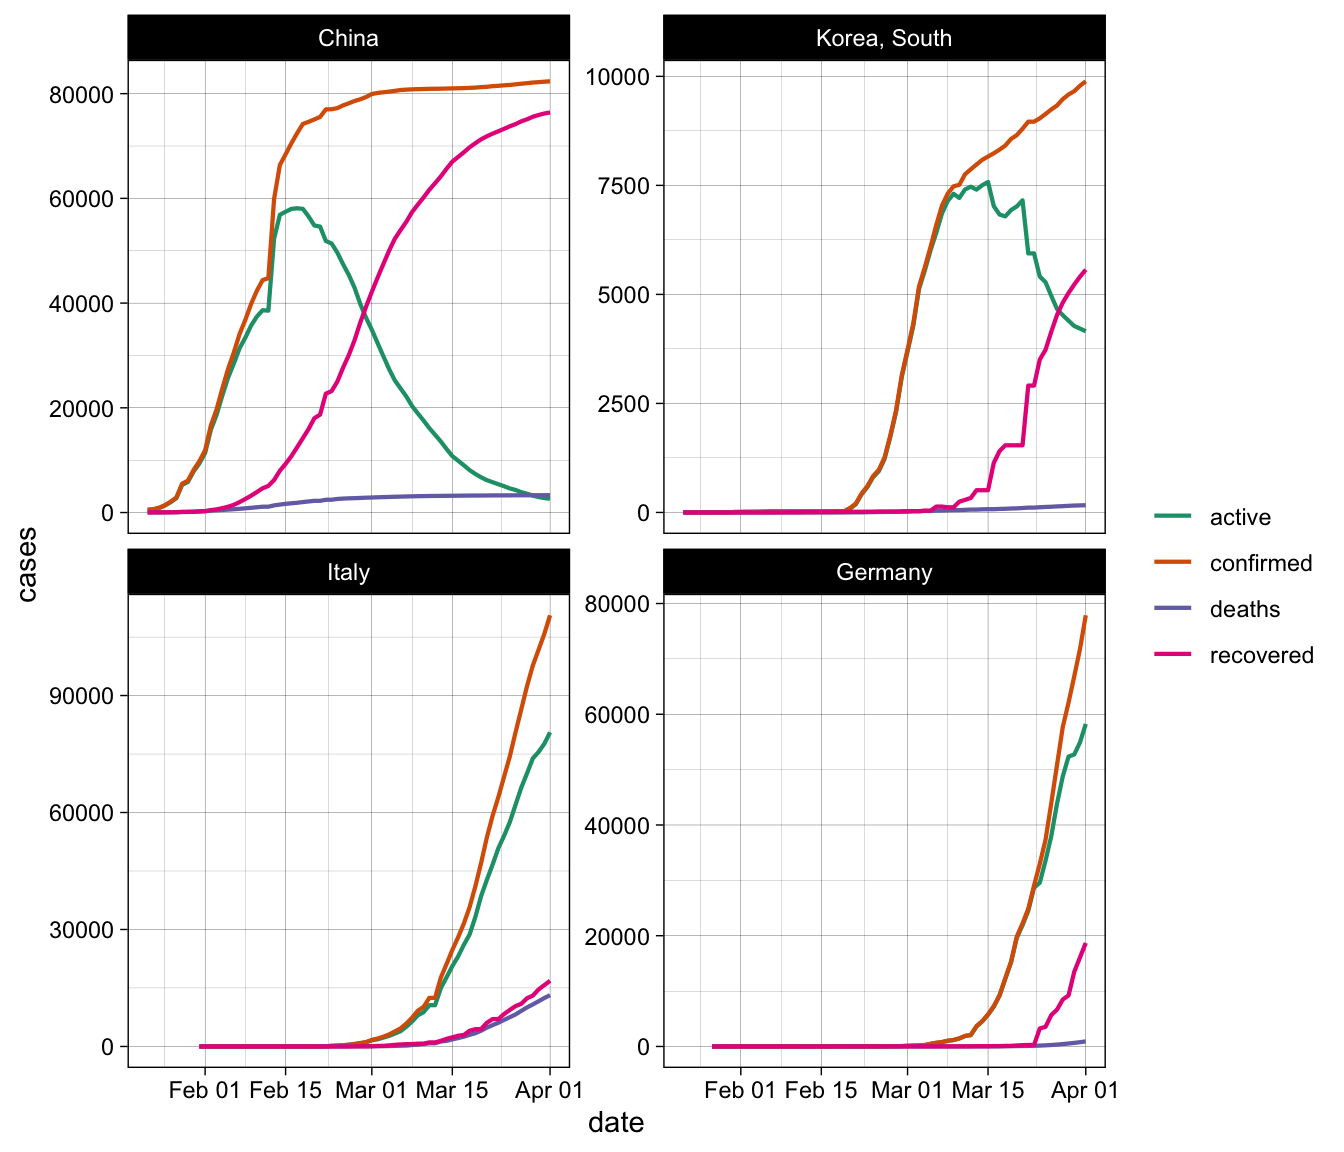 China
Korea, South
80000
60000
40000
20000
0
10000
7500
5000
2500
0
cases
Italy
Germany
90000
60000
30000
0
80000
60000
40000
20000
0
Feb 01 Feb 15 Mar 01 Mar 15 Apr 01
Feb 01 Feb 15 Mar 01 Mar 15 Apr 01
date
active
confirmed
deaths
recovered